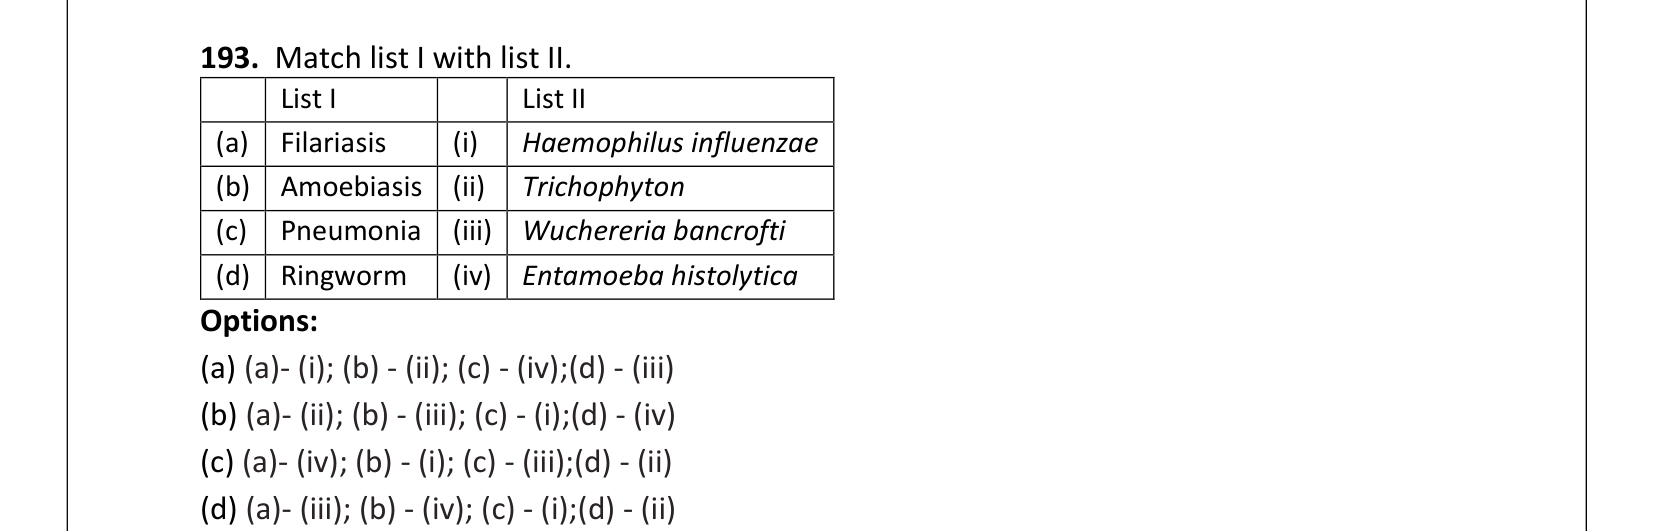 193. Match list I with list II.
List I List II
(a) Filariasis (i) Haemophilus influenzae
(b) Amoebiasis (ii) Trichophyton
(c) Pneumonia (iii) Wuchereria bancrofti
(d) Ringworm (iv) Entamoeba histolytica
Options:
(a) (a)- (i); (b) - (ii); (c) - (iv);(d) - (iii)
(b) (a)- (ii); (b) - (iii); (c) - (i);(d) - (iv)
(c) (a)- (iv); (b) - (i); (c) - (iii);(d) - (ii)
(d) (a)- (iii); (b) - (iv); (c) - (i);(d) - (ii)